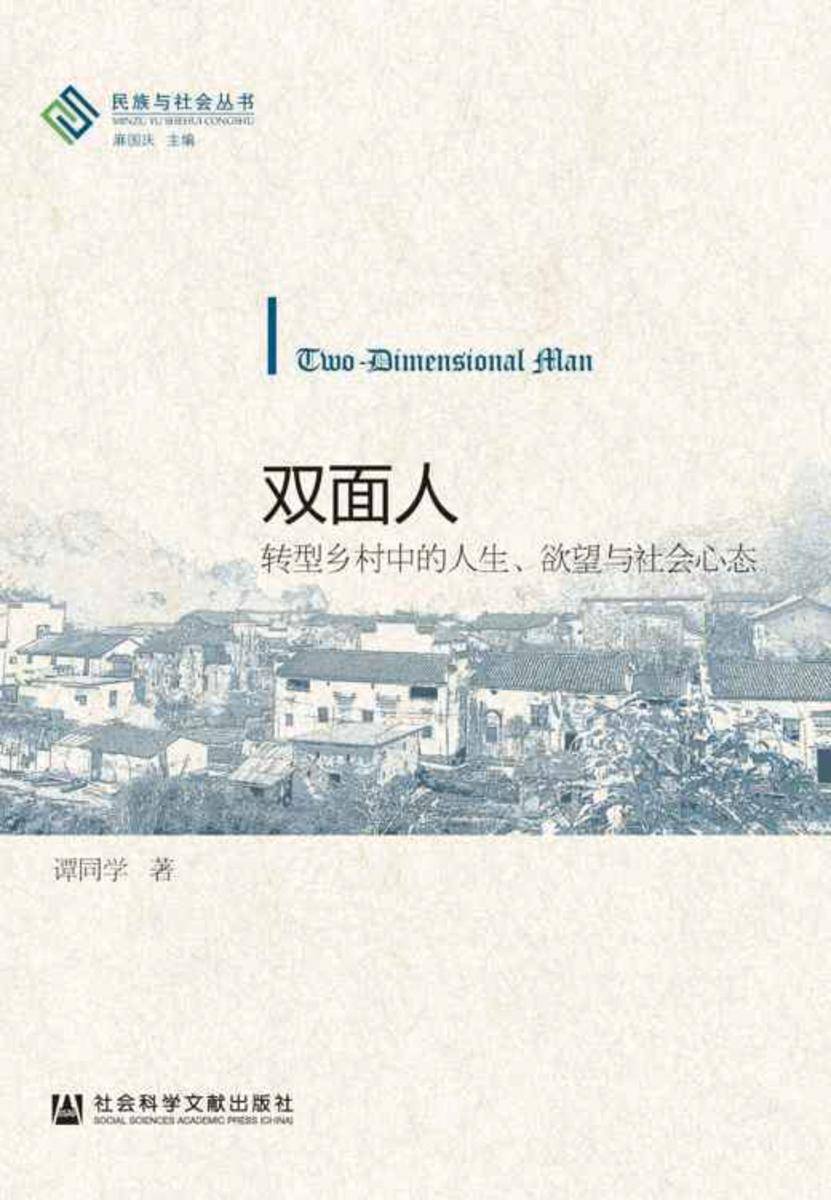 民族与社会丛书
MINZU YU SHEHUI CONGSHU
麻国庆 主编
Two-Dimensional Man
双面人
转型乡村中的人生、欲望与社会心态
谭同学 著
社会科学文献出版社
SOCIAL SCIENCES ACADEMIC PRESS (CHINA)